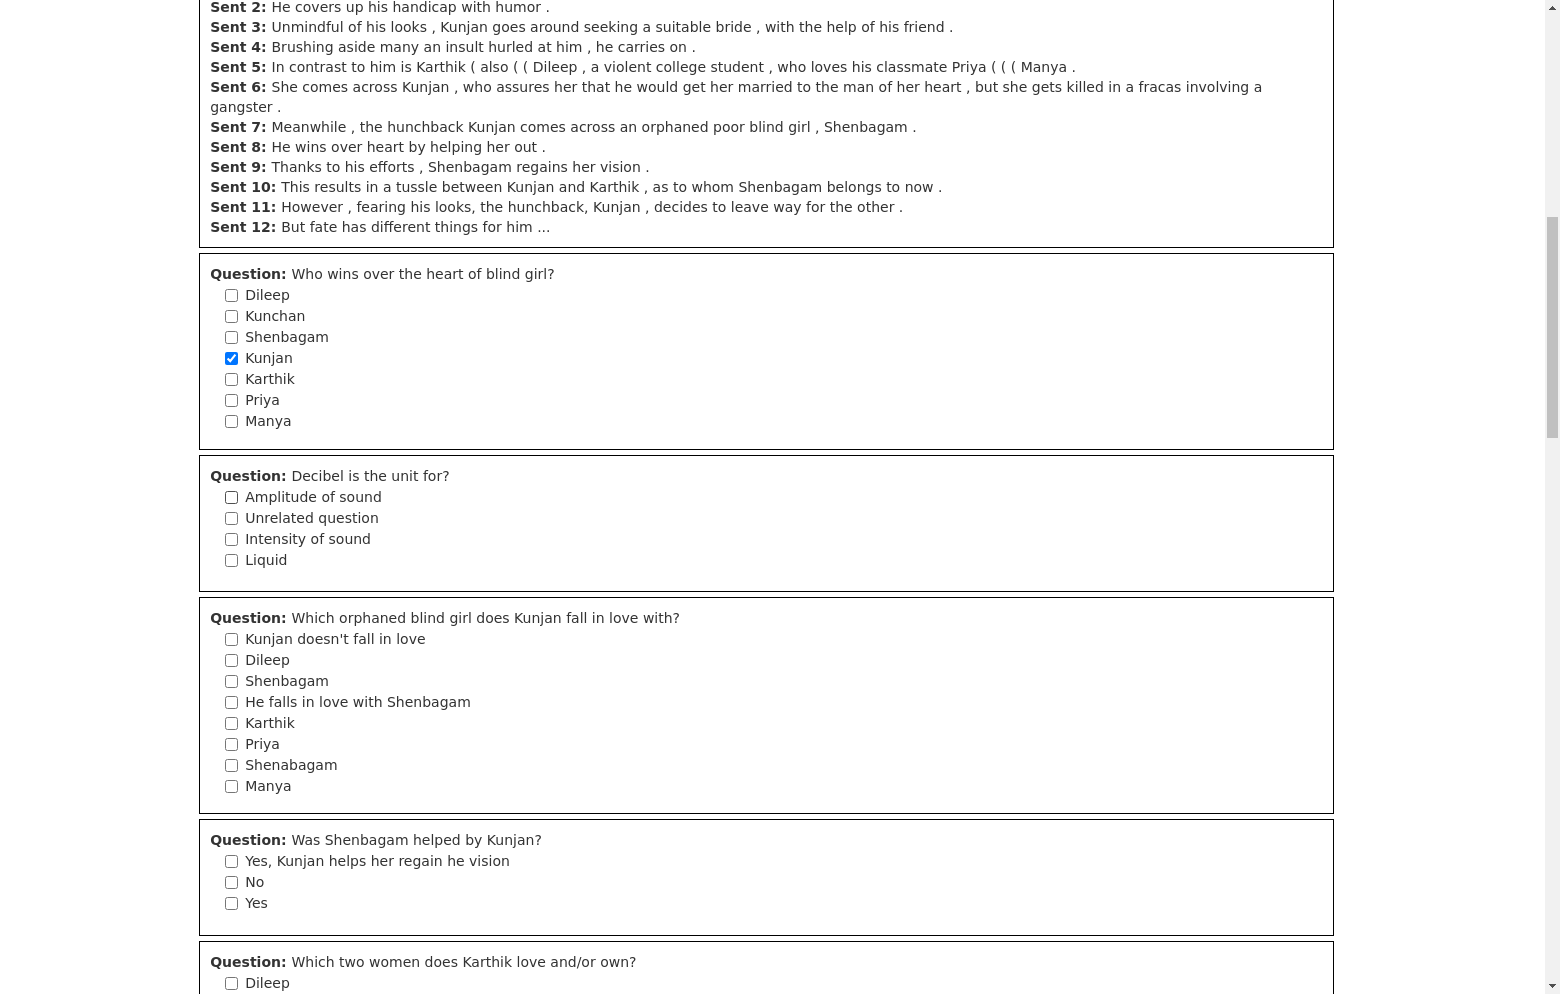 Sent 2: He covers up his handicap with humor .
Sent 3: Unmindful of his looks , Kunjan goes around seeking a suitable bride , with the help of his friend .
Sent 4: Brushing aside many an insult hurled at him , he carries on .
Sent 5: In contrast to him is Karthik ( also ( ( Dileep , a violent college student , who loves his classmate Priya ( ( ( Manya .
Sent 6: She comes across Kunjan , who assures her that he would get her married to the man of her heart , but she gets killed in a fracas involving a
gangster .
Sent 7: Meanwhile , the hunchback Kunjan comes across an orphaned poor blind girl , Shenbagam .
Sent 8: He wins over heart by helping her out .
Sent 9: Thanks to his efforts , Shenbagam regains her vision .
Sent 10: This results in a tussle between Kunjan and Karthik , as to whom Shenbagam belongs to now .
Sent 11: However , fearing his looks, the hunchback, Kunjan , decides to leave way for the other .
Sent 12: But fate has different things for him ...
Question: Who wins over the heart of blind girl?
Dileep
Kunchan
Shenbagam
Kunjan
Karthik
Priya
Manya
Question: Decibel is the unit for?
Amplitude of sound
Unrelated question
Intensity of sound
Liquid
Question: Which orphaned blind girl does Kunjan fall in love with?
Kunjan doesn't fall in love
Dileep
Shenbagam
He falls in love with Shenbagam
Karthik
Priya
Shenabagam
Manya
Question: Was Shenbagam helped by Kunjan?
Yes, Kunjan helps her regain he vision
No
Yes
Question: Which two women does Karthik love and/or own?
Dileep